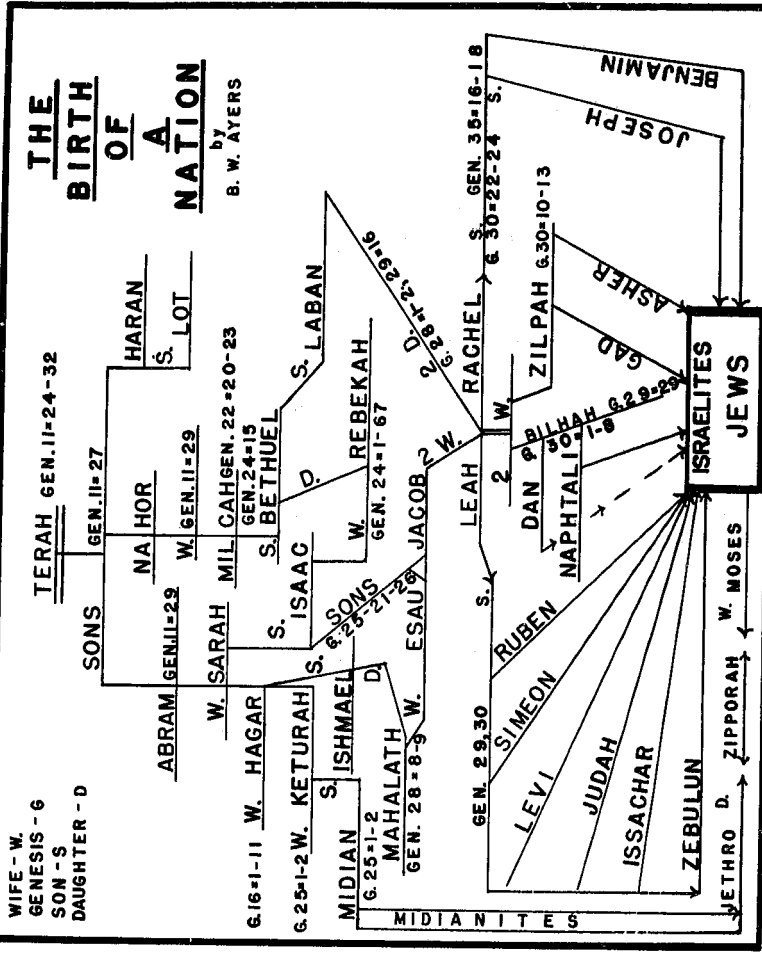 THE
BIRTH
OF
A
NATION
by
B. W. AYERS
WIFE - W.
GENESIS - G
SON - S
DAUGHTER - D
TERAH GEN. 11=24-32
SONS GEN. 11=27
ABRAM GEN. 11=29
NA HOR
HARAN
S. LOT
W. GEN. 11=29
W. SARAH
MIL CAH GEN. 22=20-23
GEN. 24=15
S. BETHUEL
S. LABAN
G. 16=1-11 W. HAGAR
S. ISAAC
D.
W. REBEKAH
GEN. 24=1-67
G. 25=1-2 W. KETURAH
S. ISHMAEL
S.
SONS
G. 25-21-26
MIDIAN
G. 25=1-2
D.
MAHALATH
GEN. 28=8-9
W. ESAU
JACOB 2 W.
2 D.
G. 28=1-2; 29=16
LEAH
RACHEL
S. GEN. 35=16-18
G. 30=22-24 S.
S.
GEN. 29,30
2 W.
ZILPAH G. 30=10-13
BILHAH G. 29=29
G. 30=1-8
DAN
NAPHTALI
GAD
ASHER
JOSEPH
BENJAMIN
RUBEN
SIMEON
LEVI
JUDAH
ISSACHAR
ZEBULUN
ISRAELITES
JEWS
MIDIANITES
JETHRO D. ZIPPORAH W. MOSES